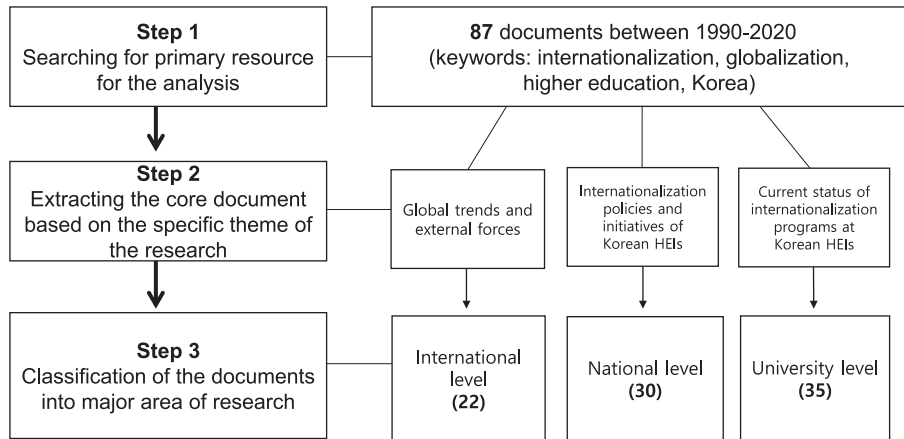 Step 1
Searching for primary resource
for the analysis
87 documents between 1990-2020
(keywords: internationalization, globalization,
higher education, Korea)
Step 2
Extracting the core document
based on the specific theme of
the research
Global trends and
external forces
Internationalization
policies and
initiatives of
Korean HEIs
Current status of
internationalization
programs at
Korean HEIs
Step 3
Classification of the documents
into major area of research
International
level
(22)
National level
(30)
University level
(35)